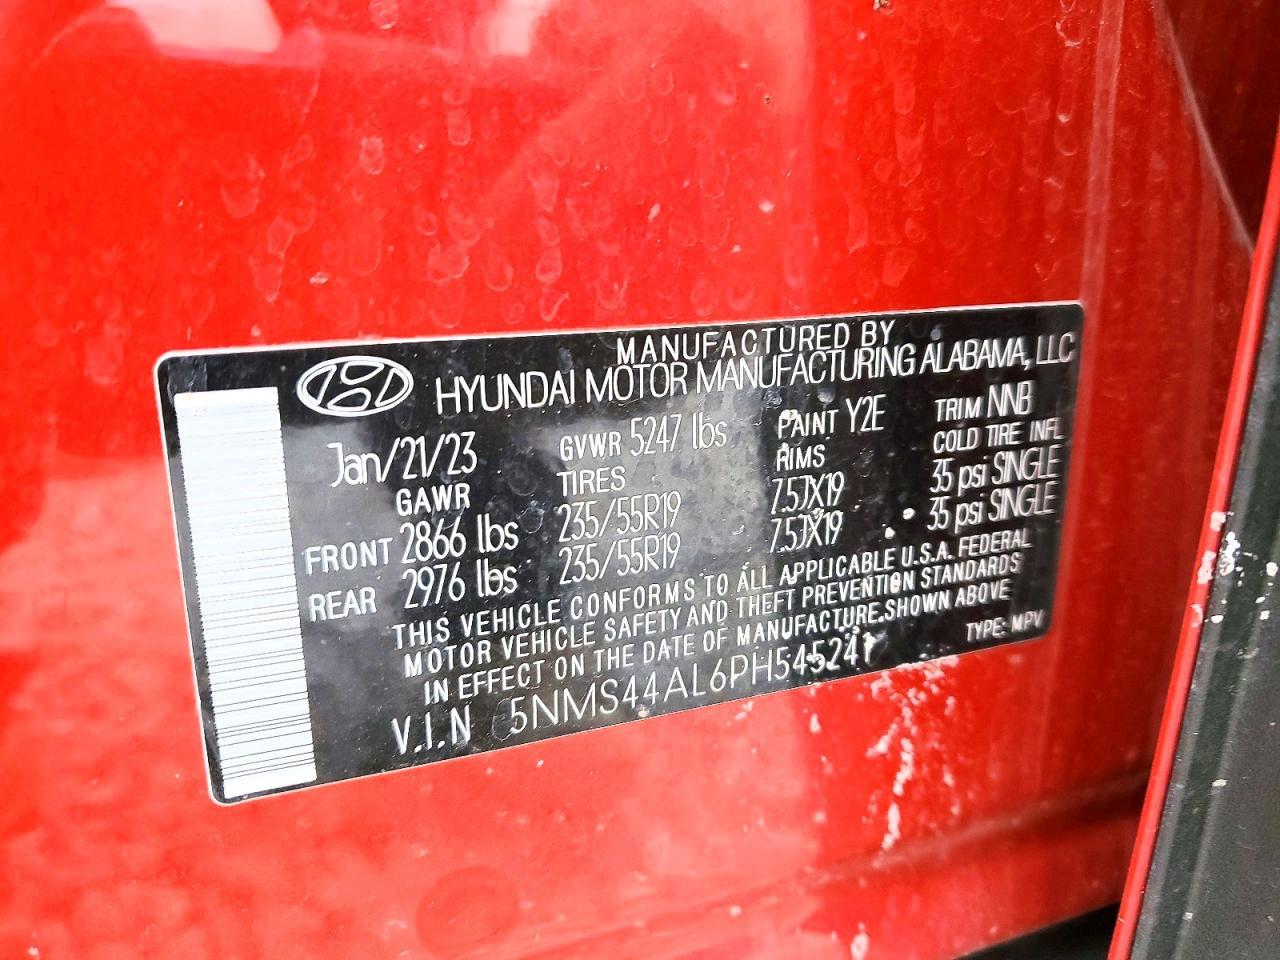 MANUFACTURED BY
HYUNDAI MOTOR MANUFACTURING ALABAMA, LLC
Jan/21/23 GVWR 5247 lbs PAINT Y2E TRIM NNB
GAWR TIRES RIMS COLD TIRE INFL
FRONT 2866 lbs 235/55R19 7.5JX19 35 psi SINGLE
REAR 2976 lbs 235/55R19 7.5JX19 35 psi SINGLE
THIS VEHICLE CONFORMS TO ALL APPLICABLE U.S.A. FEDERAL
MOTOR VEHICLE SAFETY AND THEFT PREVENTION STANDARDS
IN EFFECT ON THE DATE OF MANUFACTURE.SHOWN ABOVE
V.I.N 5NMS44AL6PH545241 TYPE: MPV